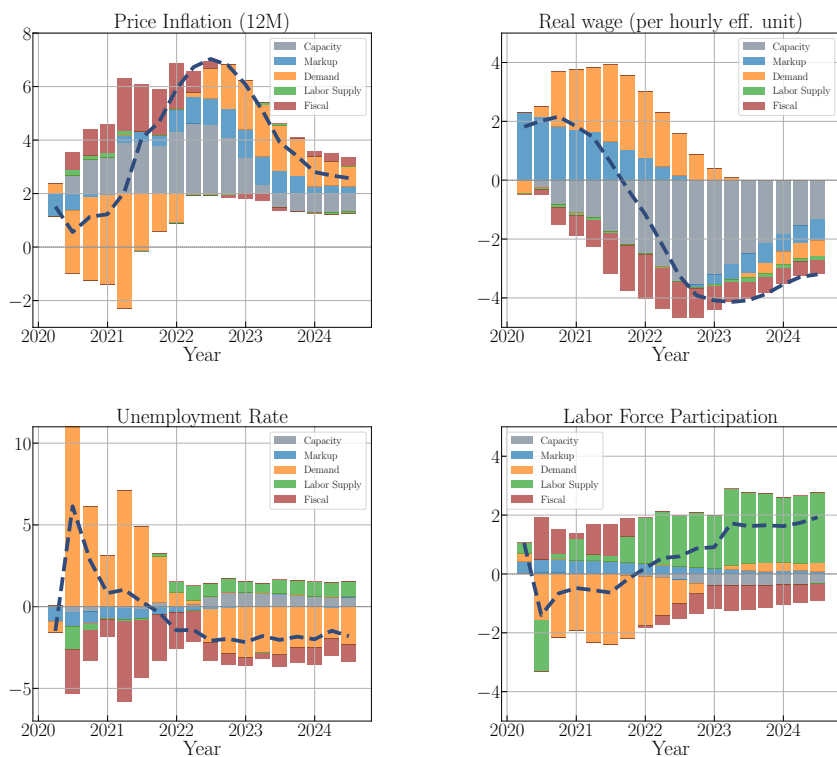 Price Inflation (12M)
8
6
4
2
0
−2
Capacity
Markup
Demand
Labor Supply
Fiscal
2020 2021 2022 2023 2024
Year
Real wage (per hourly eff. unit)
4
2
0
−2
−4
Capacity
Markup
Demand
Labor Supply
Fiscal
2020 2021 2022 2023 2024
Year
Unemployment Rate
10
5
0
−5
Capacity
Markup
Demand
Labor Supply
Fiscal
2020 2021 2022 2023 2024
Year
Labor Force Participation
4
2
0
−2
−4
Capacity
Markup
Demand
Labor Supply
Fiscal
2020 2021 2022 2023 2024
Year